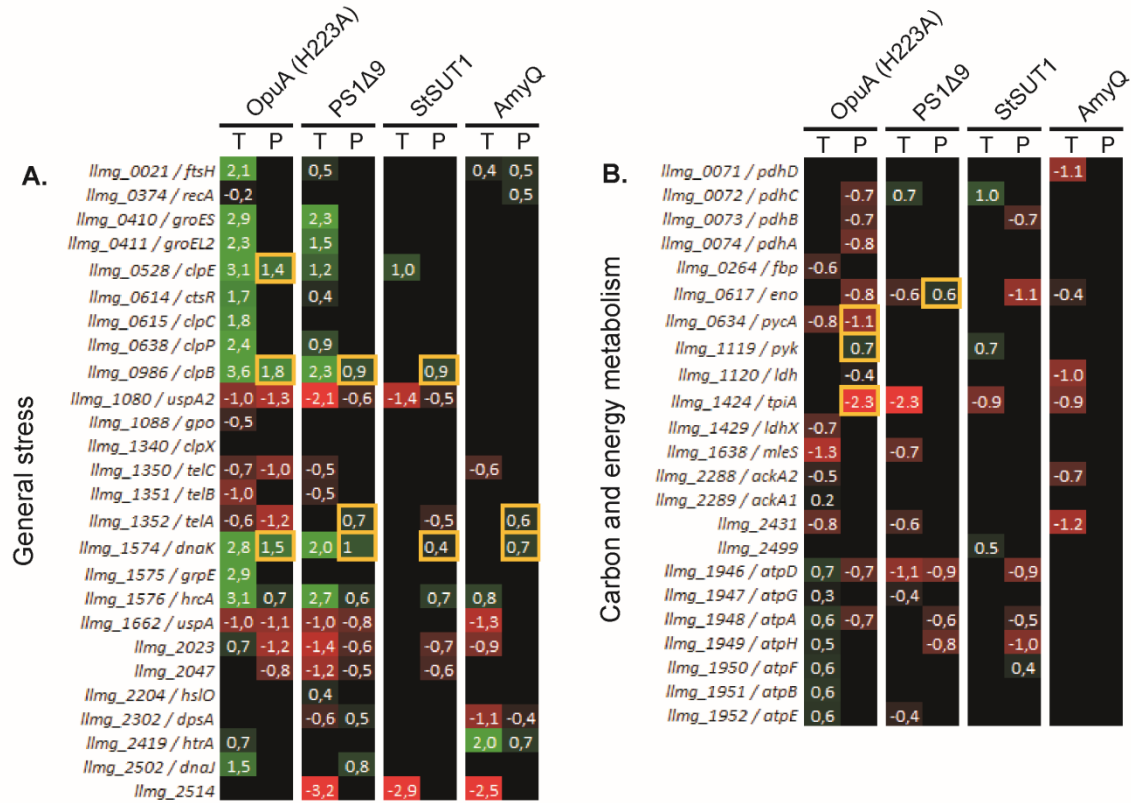 A.
General stress
OpuA (H223A) PS1Δ9 StSUT1 AmyQ
T P T P T P T P
llmg_0021 / ftsH 2,1 0,5 0,4 0,5
llmg_0374 / recA -0,2 0,5
llmg_0410 / groES 2,9 2,3
llmg_0411 / groEL2 2,3 1,5
llmg_0528 / clpE 3,1 1,4 1,2 1,0
llmg_0614 / ctsR 1,7 0,4
llmg_0615 / clpC 1,8
llmg_0638 / clpP 2,4 0,9
llmg_0986 / clpB 3,6 1,8 2,3 0,9 0,9
llmg_1080 / uspA2 -1,0 -1,3 -2,1 -0,6 -1,4 -0,5
llmg_1088 / gpo -0,5
llmg_1340 / clpX
llmg_1350 / telC -0,7 -1,0 -0,5 -0,6
llmg_1351 / telB -1,0 -0,5
llmg_1352 / telA -0,6 -1,2 0,7 -0,5 0,6
llmg_1574 / dnaK 2,8 1,5 2,0 1 0,4 0,7
llmg_1575 / grpE 2,9
llmg_1576 / hrcA 3,1 0,7 2,7 0,6 0,7 0,8
llmg_1662 / uspA -1,0 -1,1 -1,0 -0,8 -1,3
llmg_2023 0,7 -1,2 -1,4 -0,6 -0,7 -0,9
llmg_2047 -0,8 -1,2 -0,5 -0,6
llmg_2204 / hslO 0,4
llmg_2302 / dpsA -0,6 0,5 -1,1 -0,4
llmg_2419 / htrA 0,7 2,0 0,7
llmg_2502 / dnaJ 1,5 0,8
llmg_2514 -3,2 -2,9 -2,5
B.
Carbon and energy metabolism
OpuA (H223A) PS1Δ9 StSUT1 AmyQ
T P T P T P T P
llmg_0071 / pdhD -1.1
llmg_0072 / pdhC -0.7 0.7 1.0
llmg_0073 / pdhB -0.7 -0.7
llmg_0074 / pdhA -0.8
llmg_0264 / fbp -0.6
llmg_0617 / eno -0.8 -0.6 0.6 -1.1 -0.4
llmg_0634 / pycA -0.8 -1.1
llmg_1119 / pyk 0.7 0.7
llmg_1120 / ldh -0.4 -1.0
llmg_1424 / tpiA -2.3 -2.3 -0.9 -0.9
llmg_1429 / ldhX -0.7
llmg_1638 / mleS -1.3 -0.7
llmg_2288 / ackA2 -0.5 -0.7
llmg_2289 / ackA1 0.2
llmg_2431 -0.8 -0.6 -1.2
llmg_2499 0.5
llmg_1946 / atpD 0,7 -0,7 -1,1 -0,9 -0,9
llmg_1947 / atpG 0,3 -0,4
llmg_1948 / atpA 0,6 -0,7 -0,6 -0,5
llmg_1949 / atpH 0,5 -0,8 -1,0
llmg_1950 / atpF 0,6 0,4
llmg_1951 / atpB 0,6
llmg_1952 / atpE 0,6 -0,4